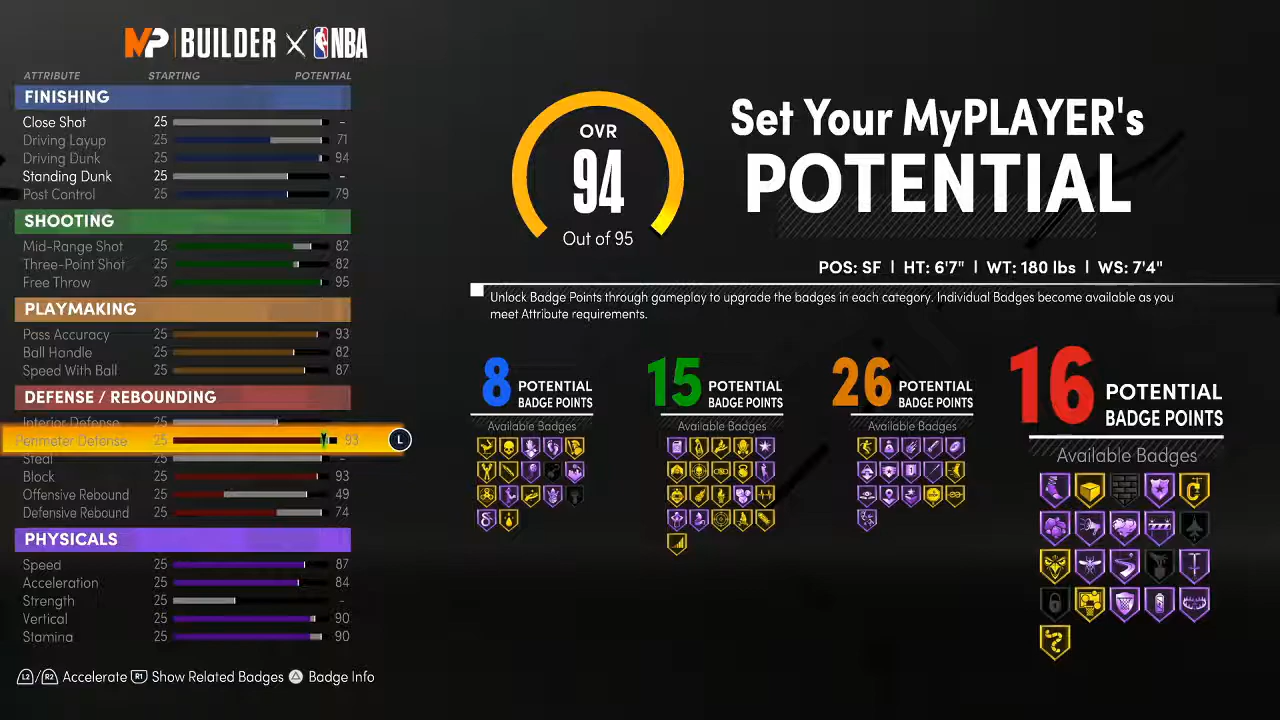 MP | BUILDER X NBA
ATTRIBUTE STARTING POTENTIAL
FINISHING
Close Shot 25 -
Driving Layup 25 71
Driving Dunk 25 94
Standing Dunk 25 -
Post Control 25 79
SHOOTING
Mid-Range Shot 25 82
Three-Point Shot 25 82
Free Throw 25 95
PLAYMAKING
Pass Accuracy 25 93
Ball Handle 25 82
Speed With Ball 25 87
DEFENSE / REBOUNDING
Interior Defense 25 -
Perimeter Defense 25 93 L
Steal 25 -
Block 25 93
Offensive Rebound 25 49
Defensive Rebound 25 74
PHYSICALS
Speed 25 87
Acceleration 25 84
Strength 25 -
Vertical 25 90
Stamina 25 90
L2/R2 Accelerate R1 Show Related Badges Badge Info
OVR
94
Out of 95
Set Your MyPLAYER's
POTENTIAL
POS: SF | HT: 6'7" | WT: 180 lbs | WS: 7'4"
Unlock Badge Points through gameplay to upgrade the badges in each category. Individual Badges become available as you
meet Attribute requirements.
8 POTENTIAL
BADGE POINTS
Available Badges
15 POTENTIAL
BADGE POINTS
Available Badges
26 POTENTIAL
BADGE POINTS
Available Badges
16 POTENTIAL
BADGE POINTS
Available Badges